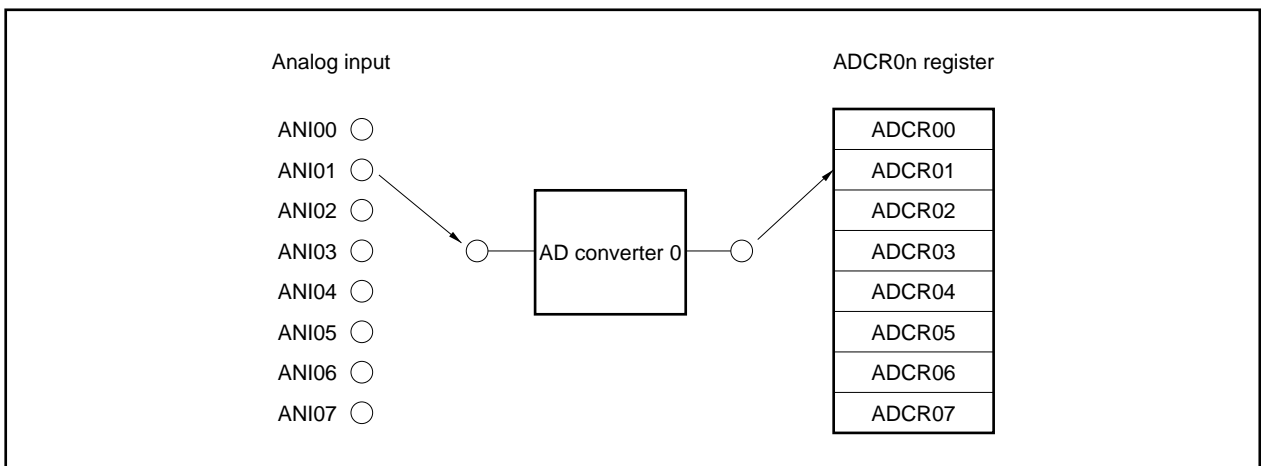 Analog input
ADCR0n register
ANI00
ADCR00
ANI01
ADCR01
ANI02
ADCR02
ANI03
AD converter 0
ADCR03
ANI04
ADCR04
ANI05
ADCR05
ANI06
ADCR06
ANI07
ADCR07